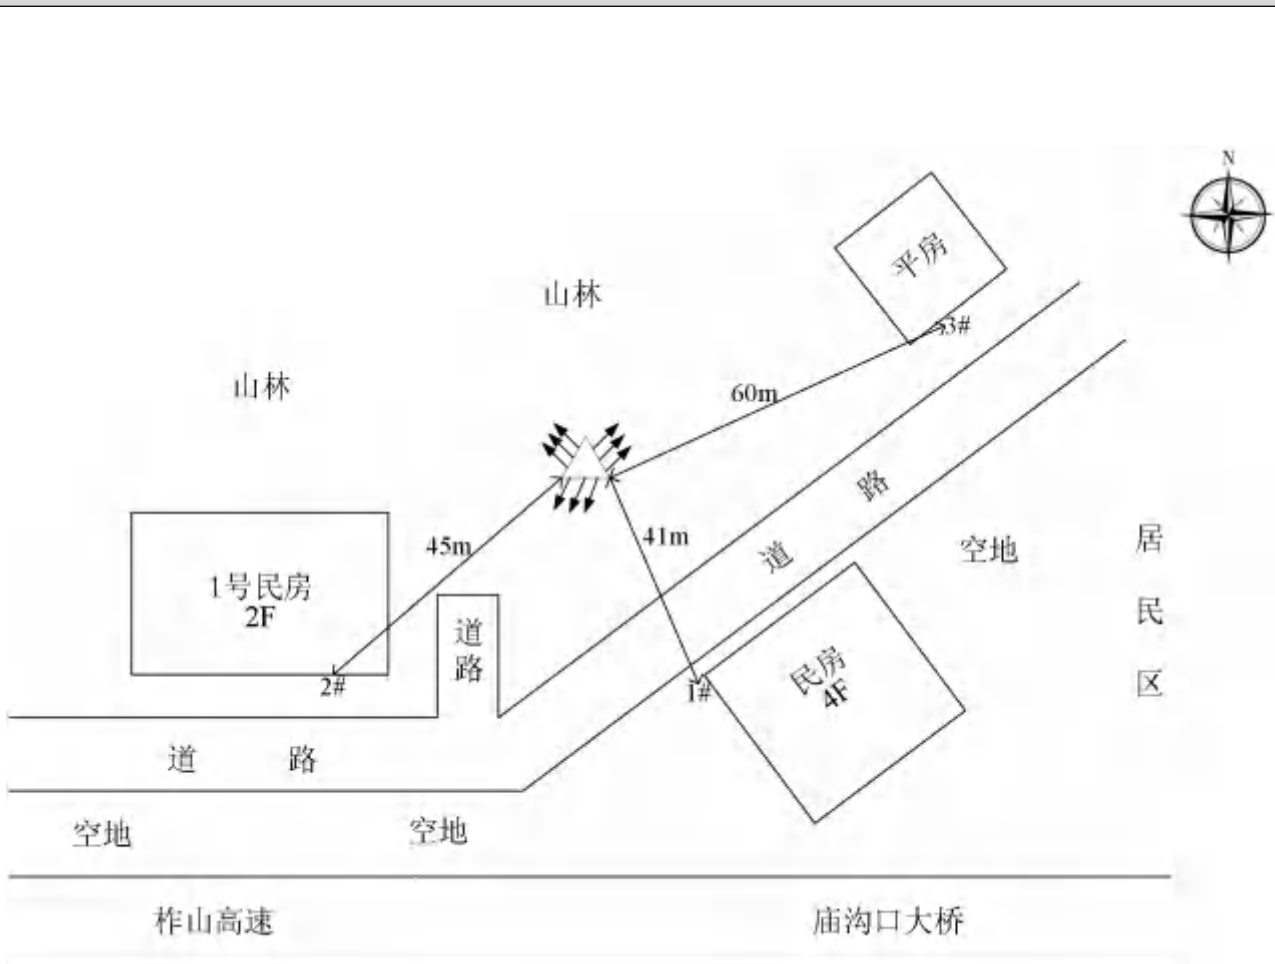 N
平房
山林
3#
山林
60m
路
45m
41m
道
空地
居民区
1号民房
2F
道路
民房
4F
2#
1#
道 路
空地
空地
柞山高速
庙沟口大桥